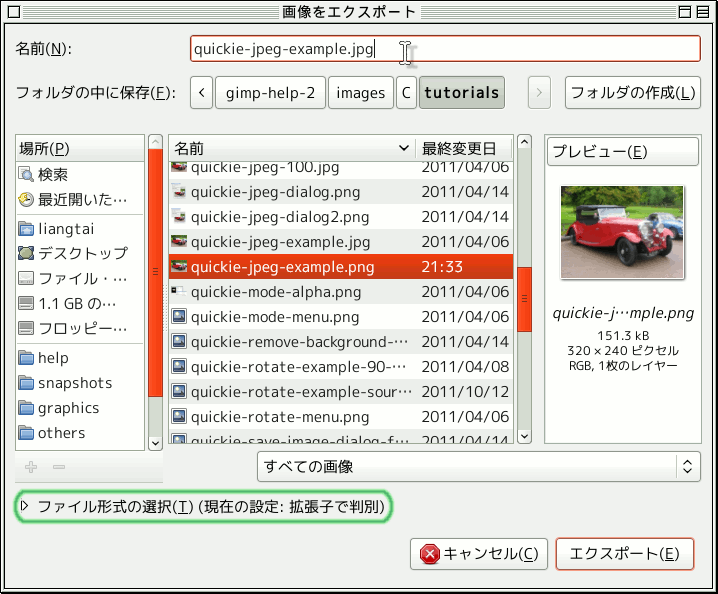 画像をエクスポート
名前(N):
quickie-jpeg-example.jpg
フォルダの中に保存(F):
< gimp-help-2 images C tutorials > フォルダの作成(L)
場所(P)
検索
最近開いた…
liangtai
デスクトップ
ファイル・…
1.1 GB の…
フロッピー…
help
snapshots
graphics
others
名前 最終変更日
quickie-jpeg-100.jpg 2011/04/06
quickie-jpeg-dialog.png 2011/04/14
quickie-jpeg-dialog2.png 2011/04/14
quickie-jpeg-example.jpg 2011/04/06
quickie-jpeg-example.png 21:33
quickie-mode-alpha.png 2011/04/06
quickie-mode-menu.png 2011/04/06
quickie-remove-background-… 2011/04/14
quickie-rotate-example-90-… 2011/04/08
quickie-rotate-example-sour… 2011/10/12
quickie-rotate-menu.png 2011/04/06
quickie-save-image-dialog-f… 2011/04/14
プレビュー(E)
quickie-j…mple.png
151.3 kB
320 × 240 ピクセル
RGB, 1枚のレイヤー
すべての画像
ファイル形式の選択(T) (現在の設定: 拡張子で判別)
キャンセル(C)
エクスポート(E)